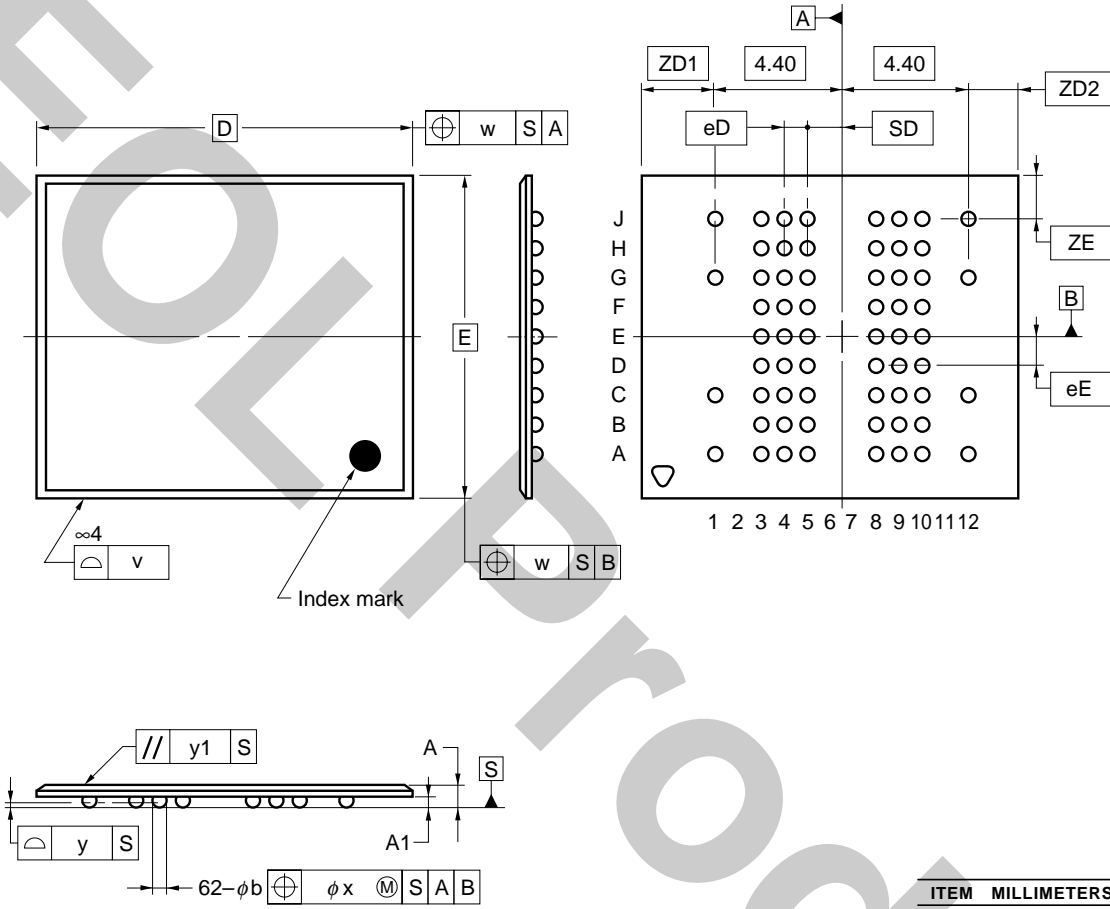 A
ZD1 4.40 4.40 ZD2
D
w S A
eD SD
J
H
G
F
E
D
C
B
A
ZE
B
E
eE
1 2 3 4 5 6 7 8 9 10 11 12
∞4
v
w S B
Index mark
// y1 S
A
S
y S
A1
62–φb φx Ⓜ S A B
ITEM MILLIMETERS